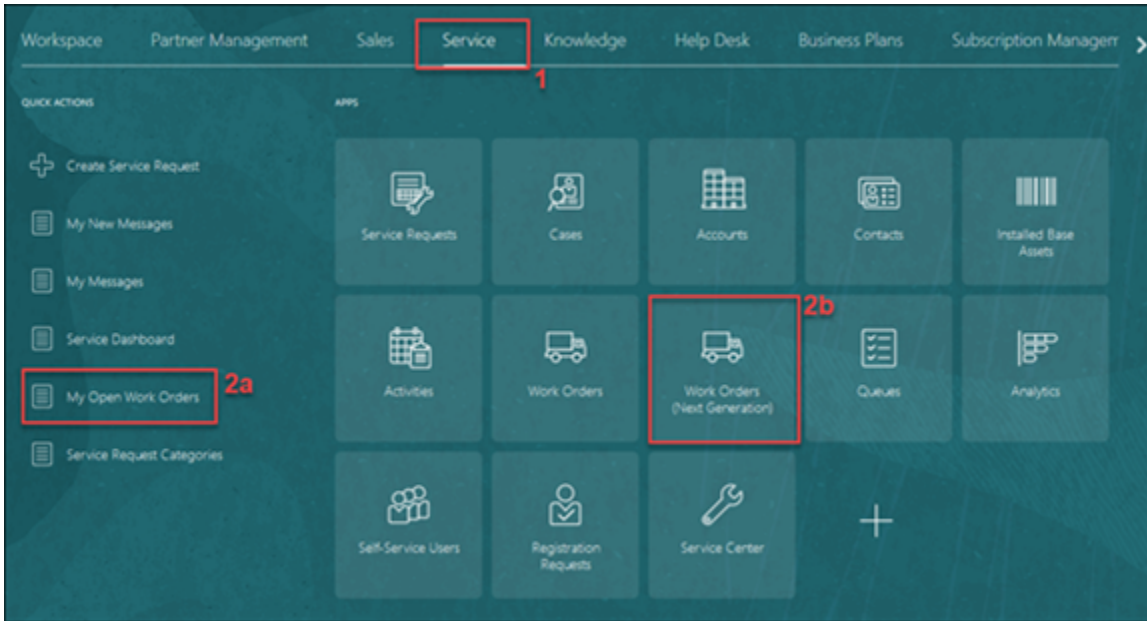 Workspace Partner Management Sales Service Knowledge Help Desk Business Plans Subscription Managem
1
QUICK ACTIONS
APPS
Create Service Request
My New Messages
My Messages
Service Dashboard
My Open Work Orders
2a
Service Request Categories
Service Requests
Cases
Accounts
Contacts
Installed Base
Assets
Activities
Work Orders
Work Orders
(Next Generation)
2b
Queues
Analytics
Self-Service Users
Registration
Requests
Service Center